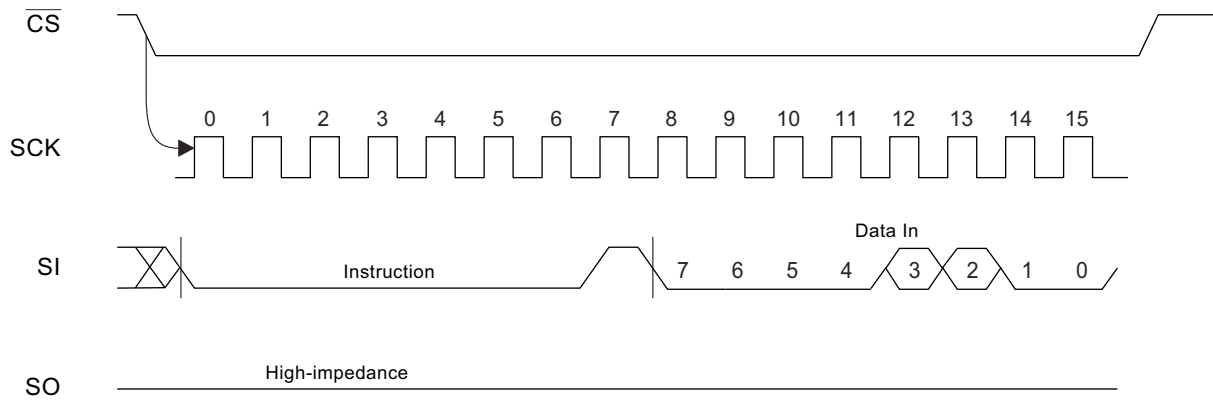 CS
0 1 2 3 4 5 6 7 8 9 10 11 12 13 14 15
SCK
Data In
SI
Instruction
7 6 5 4 3 2 1 0
High-impedance
SO